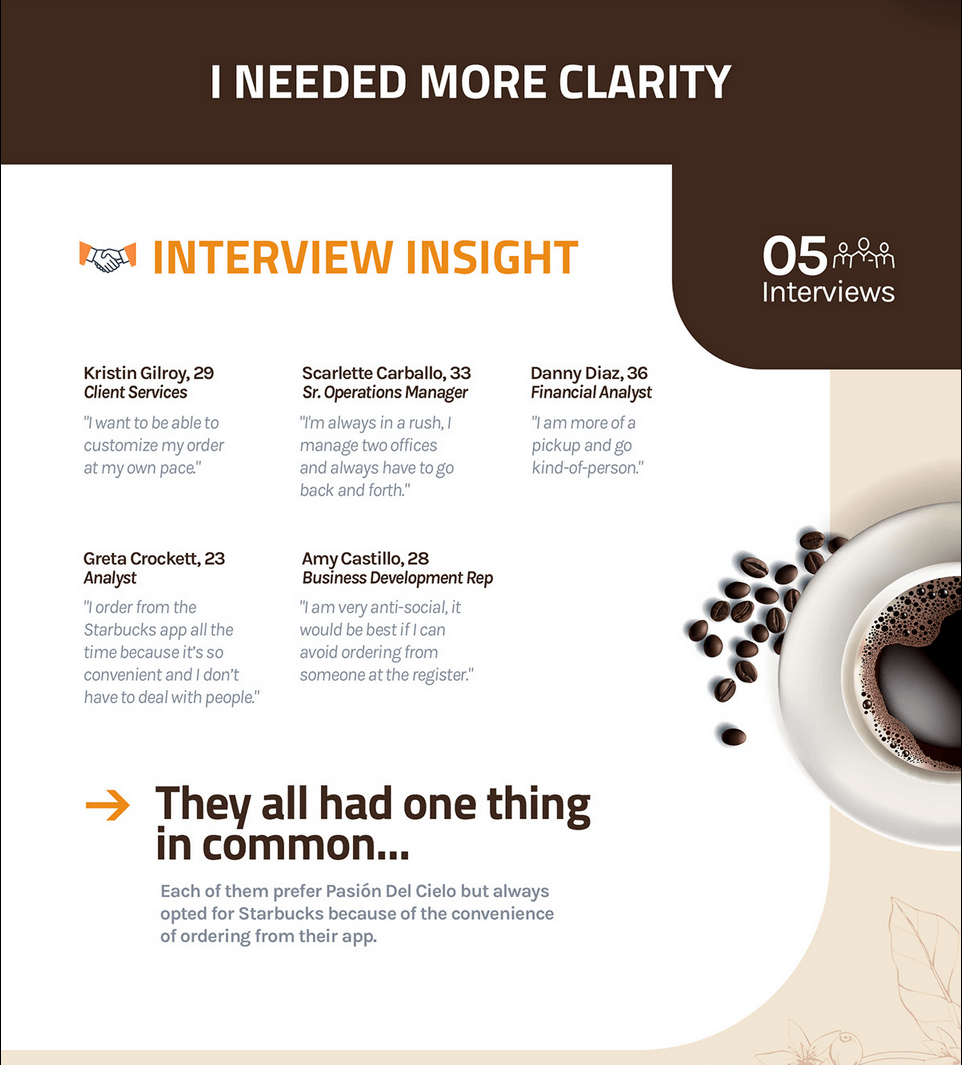 I NEEDED MORE CLARITY
INTERVIEW INSIGHT
05
Interviews
Kristin Gilroy, 29
Client Services
"I want to be able to
customize my order
at my own pace."
Scarlette Carballo, 33
Sr. Operations Manager
"I'm always in a rush, I
manage two offices
and always have to go
back and forth."
Danny Diaz, 36
Financial Analyst
"I am more of a
pickup and go
kind-of-person."
Greta Crockett, 23
Analyst
"I order from the
Starbucks app all the
time because it’s so
convenient and I don’t
have to deal with people."
Amy Castillo, 28
Business Development Rep
"I am very anti-social, it
would be best if I can
avoid ordering from
someone at the register."
They all had one thing
in common...
Each of them prefer Pasión Del Cielo but always
opted for Starbucks because of the convenience
of ordering from their app.